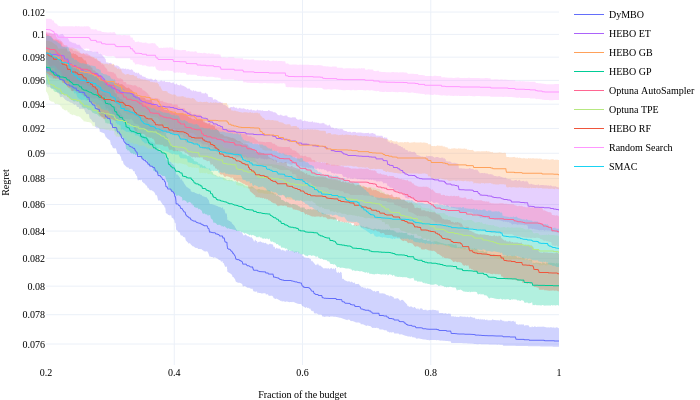 0.102
0.1
0.098
0.096
0.094
0.092
0.09
0.088
0.086
0.084
0.082
0.08
0.078
0.076
Regret
0.2
0.4
0.6
0.8
1
Fraction of the budget
DyMBO
HEBO ET
HEBO GB
HEBO GP
Optuna AutoSampler
Optuna TPE
HEBO RF
Random Search
SMAC